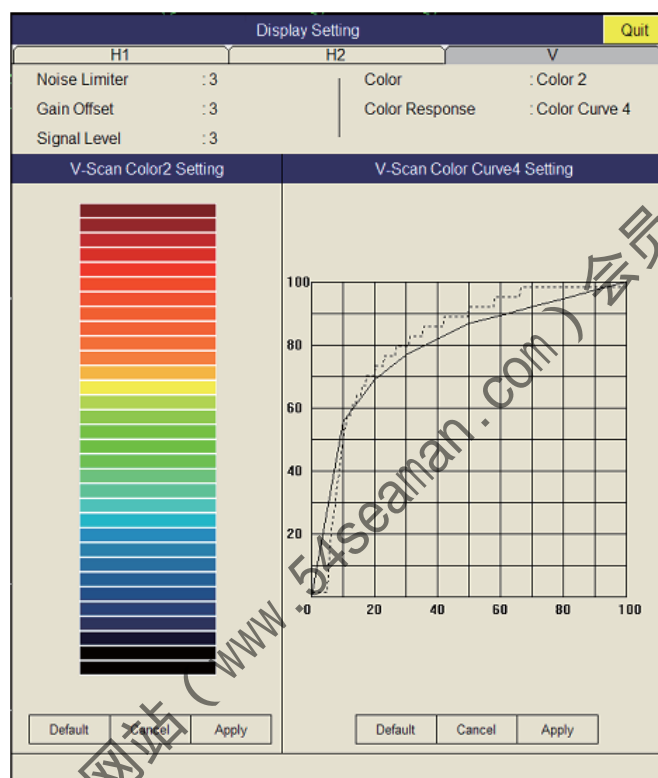 Display Setting
Quit
H1
H2
V
Noise Limiter : 3
Gain Offset : 3
Signal Level : 3
Color : Color 2
Color Response : Color Curve 4
V-Scan Color2 Setting
V-Scan Color Curve4 Setting
100
80
60
40
20
0 20 40 60 80 100
Default Cancel Apply
Default Cancel Apply
网站（www.54seaman.com）会员